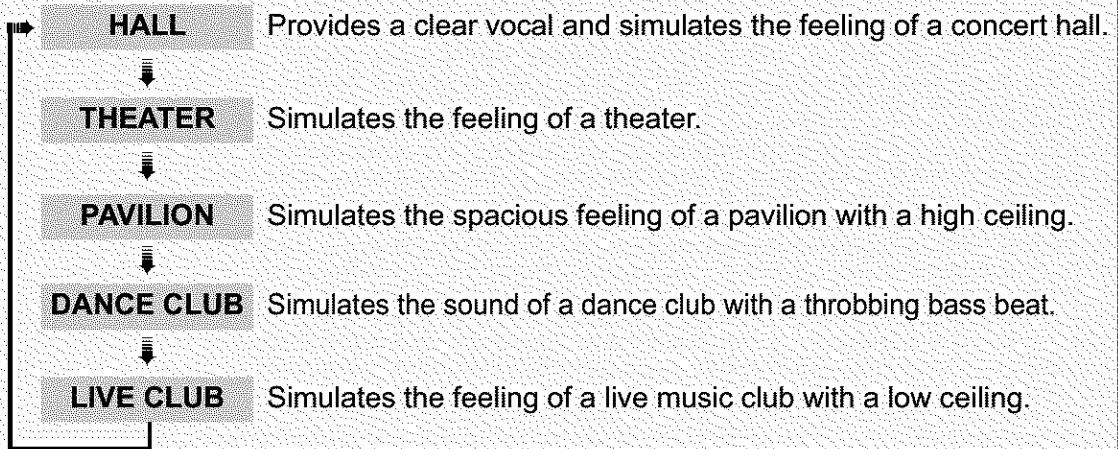 HALL Provides a clear vocal and simulates the feeling of a concert hall.
THEATER Simulates the feeling of a theater.
PAVILION Simulates the spacious feeling of a pavilion with a high ceiling.
DANCE CLUB Simulates the sound of a dance club with a throbbing bass beat.
LIVE CLUB Simulates the feeling of a live music club with a low ceiling.